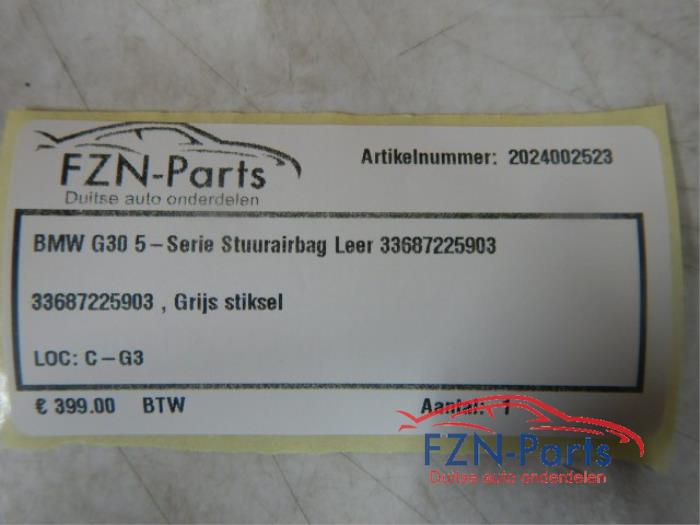 FZN-Parts
Duitse auto onderdelen
Artikelnummer: 2024002523
BMW G30 5-Serie Stuurairbag Leer 33687225903
33687225903 , Grijs stiksel
LOC: C-G3
€ 399.00 BTW
Aantal: 1
FZN-Parts
Duitse auto onderdelen